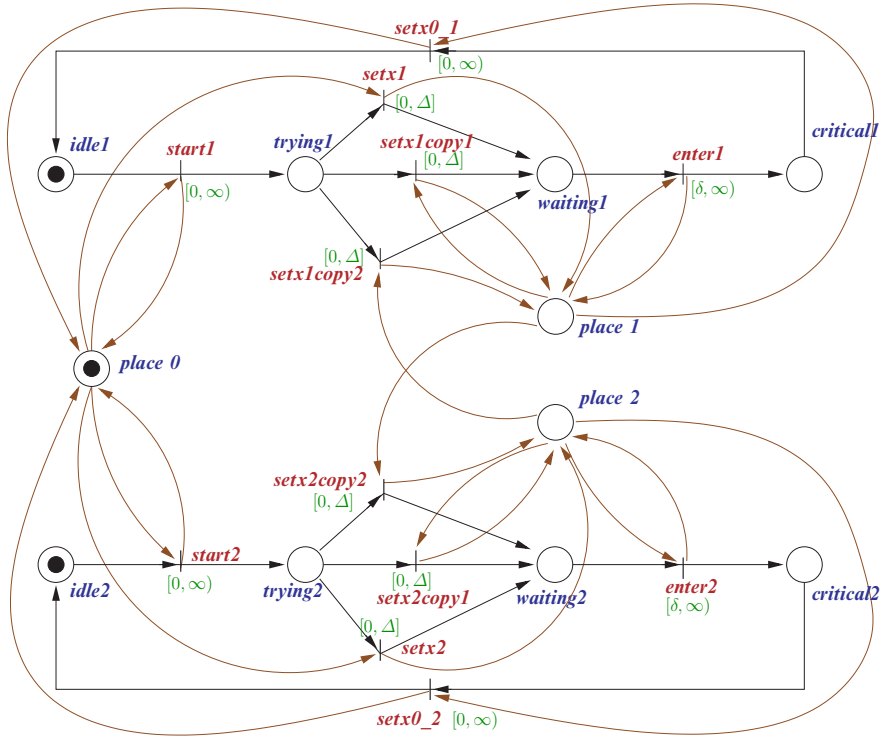 setx0_1
[0, ∞)
setx1
[0, Δ]
idle1
start1
[0, ∞)
trying1
setx1copy1
[0, Δ]
waiting1
enter1
[δ, ∞)
critical1
[0, Δ]
setx1copy2
place 1
place 0
place 2
setx2copy2
[0, Δ]
idle2
start2
[0, ∞)
trying2
[0, Δ]
setx2copy1
waiting2
enter2
[δ, ∞)
critical2
[0, Δ]
setx2
setx0_2 [0, ∞)